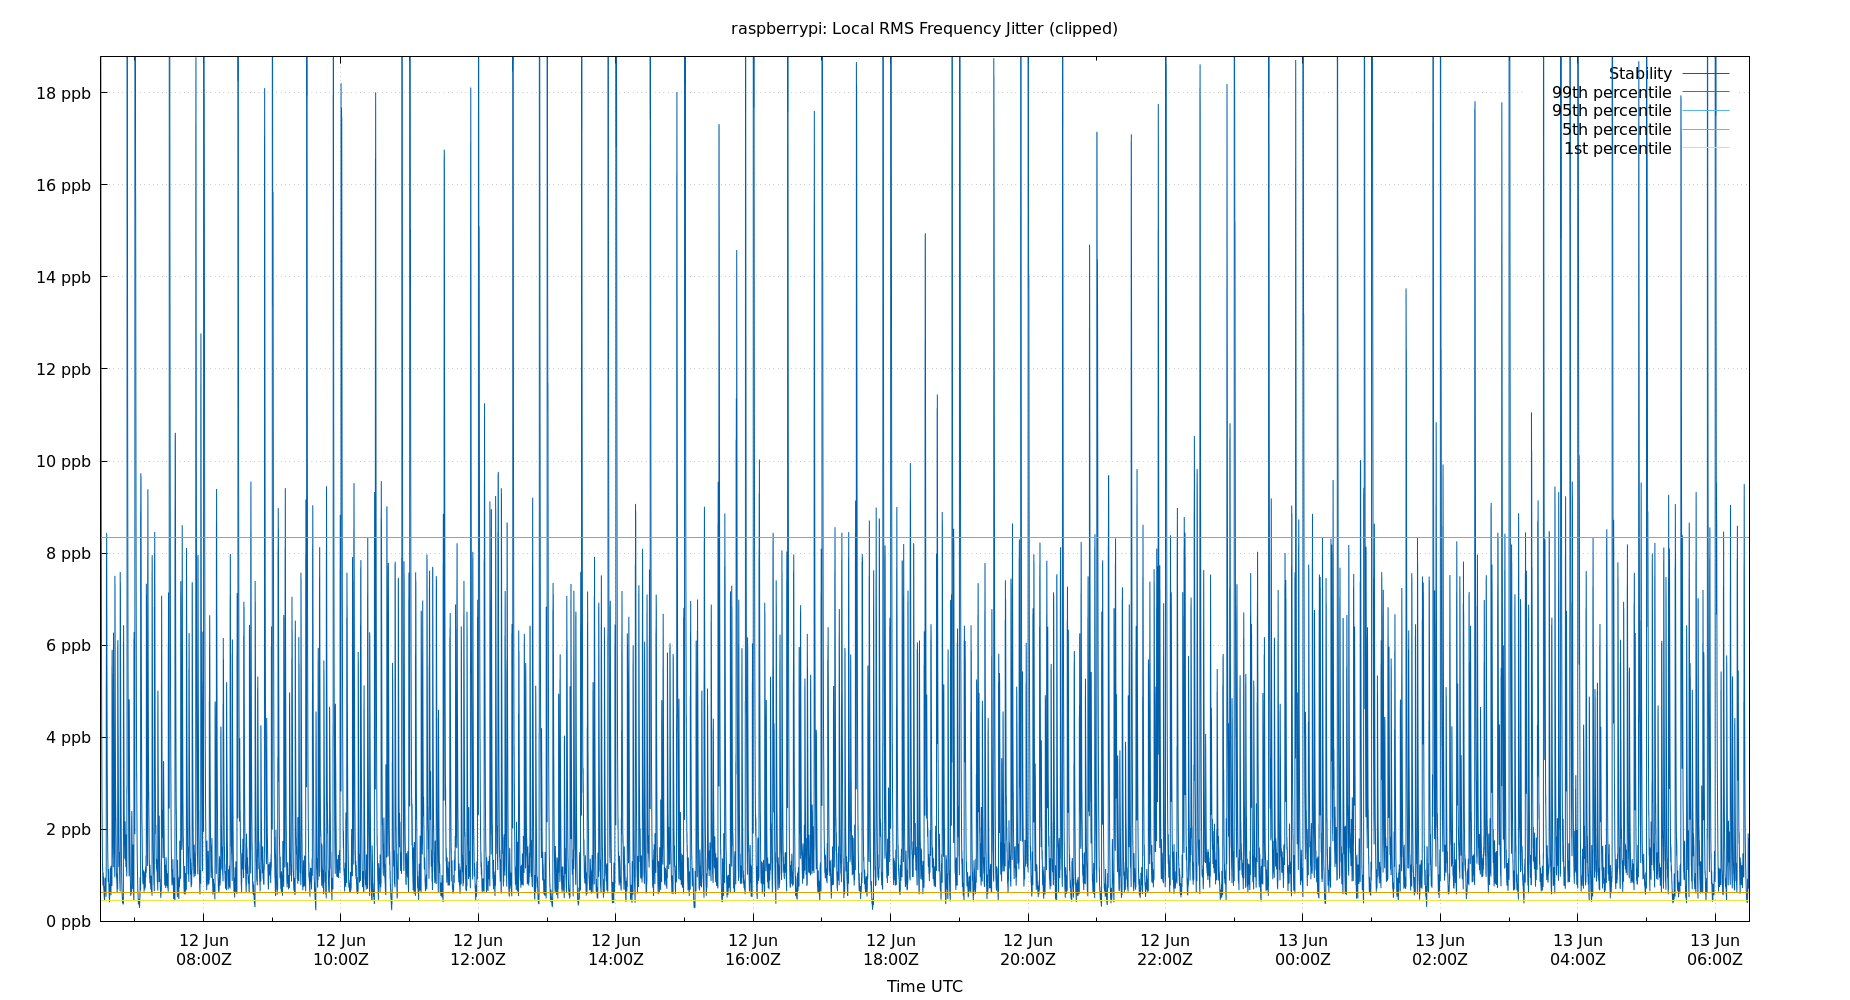 raspberrypi: Local RMS Frequency Jitter (clipped)
Stability
99th percentile
95th percentile
5th percentile
1st percentile
18 ppb
16 ppb
14 ppb
12 ppb
10 ppb
8 ppb
6 ppb
4 ppb
2 ppb
0 ppb
12 Jun 12 Jun 12 Jun 12 Jun 12 Jun 12 Jun 12 Jun 12 Jun 13 Jun 13 Jun 13 Jun 13 Jun
08:00Z 10:00Z 12:00Z 14:00Z 16:00Z 18:00Z 20:00Z 22:00Z 00:00Z 02:00Z 04:00Z 06:00Z
Time UTC